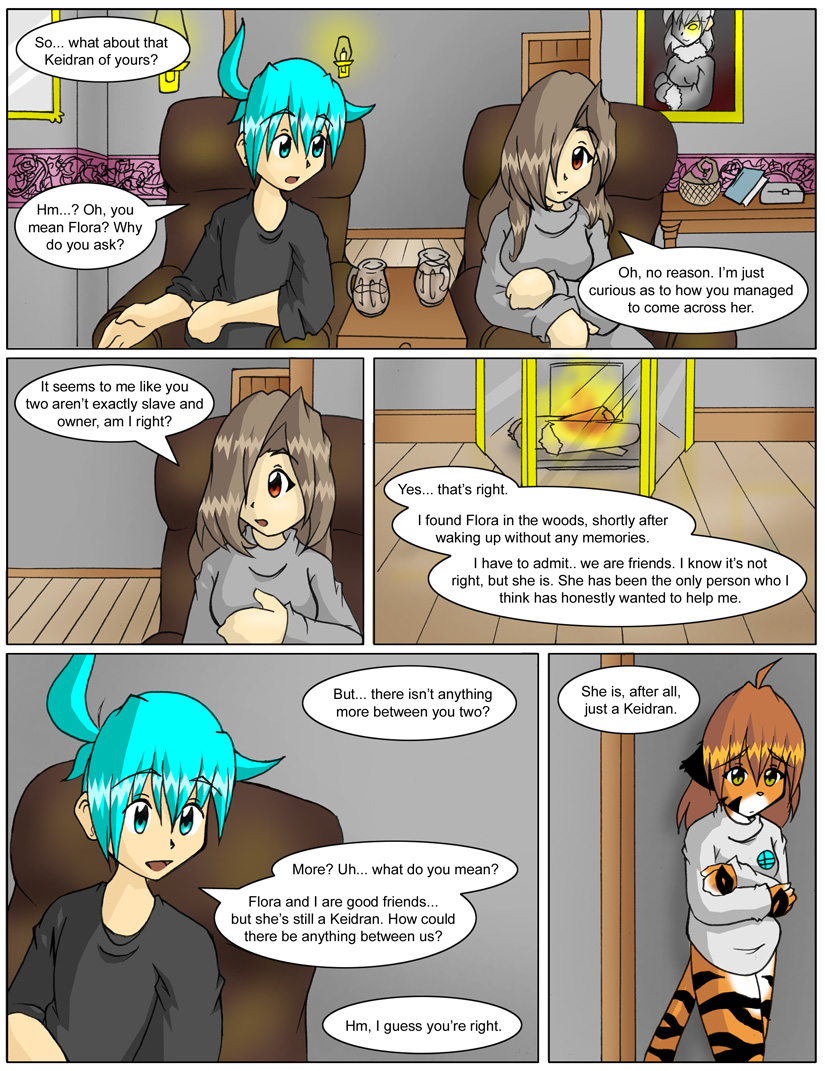 So... what about that
Keidran of yours?
Hm...? Oh, you
mean Flora? Why
do you ask?
Oh, no reason. I'm just
curious as to how you managed
to come across her.
It seems to me like you
two aren't exactly slave and
owner, am I right?
Yes... that's right.
I found Flora in the woods, shortly after
waking up without any memories.
I have to admit.. we are friends. I know it's not
right, but she is. She has been the only person who I
think has honestly wanted to help me.
But... there isn't anything
more between you two?
More? Uh... what do you mean?
Flora and I are good friends...
but she's still a Keidran. How could
there be anything between us?
Hm, I guess you're right.
She is, after all,
just a Keidran.